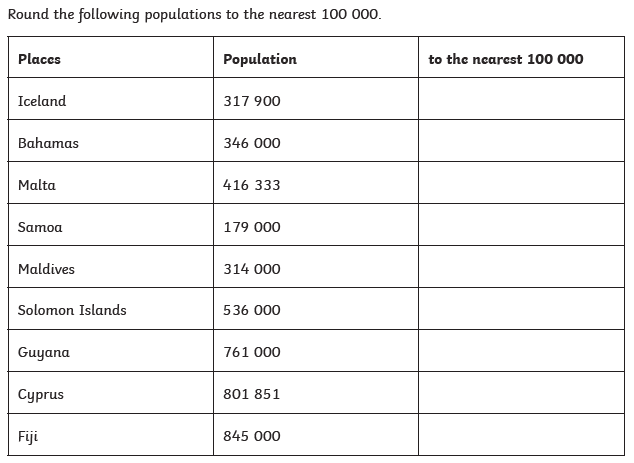 Round the following populations to the nearest 100 000.
Places Population to the nearest 100 000
Iceland 317 900
Bahamas 346 000
Malta 416 333
Samoa 179 000
Maldives 314 000
Solomon Islands 536 000
Guyana 761 000
Cyprus 801 851
Fiji 845 000